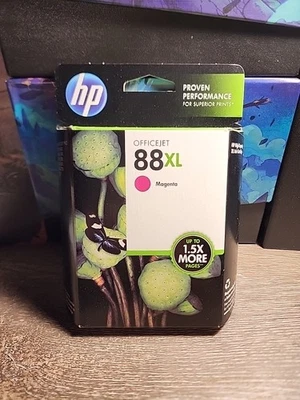 hp
PROVEN
PERFORMANCE
FOR SUPERIOR PRINTS
OFFICEJET
88XL
Magenta
UP TO
1.5X
MORE
PAGES